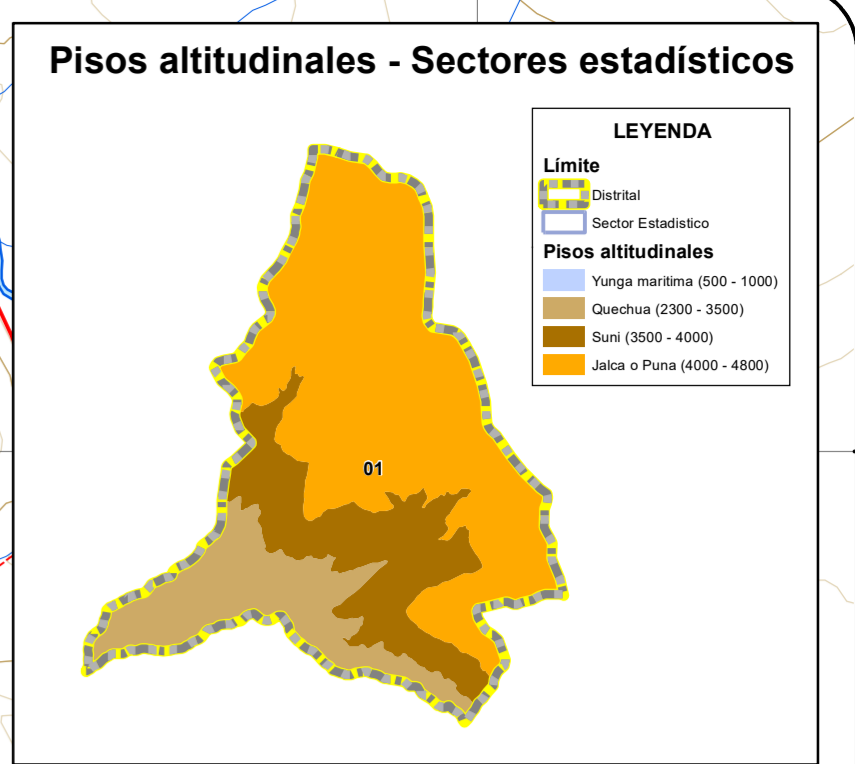 Pisos altitudinales - Sectores estadísticos
LEYENDA
Límite
Distrital
Sector Estadistico
Pisos altitudinales
Yunga maritima (500 - 1000)
Quechua (2300 - 3500)
Suni (3500 - 4000)
Jalca o Puna (4000 - 4800)
01